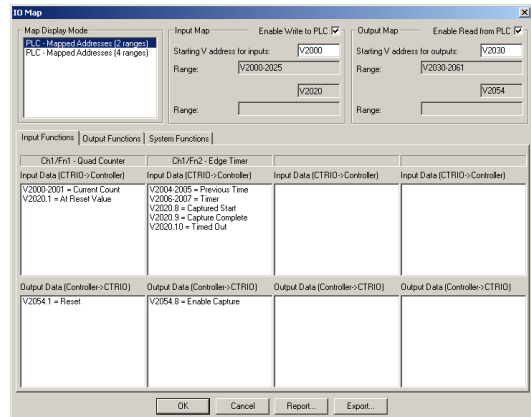 IO Map
Map Display Mode
PLC - Mapped Addresses (2 ranges)
PLC - Mapped Addresses (4 ranges)
Input Map Enable Write to PLC
Starting V address for inputs: V2000
Range: V2000-2025
V2020
Range:
Output Map Enable Read from PLC
Starting V address for outputs: V2030
Range: V2030-2061
V2054
Range:
Input Functions Output Functions System Functions
Ch1/Fn1 - Quad Counter Ch1/Fn2 - Edge Timer
Input Data (CTRIO->Controller) Input Data (CTRIO->Controller) Input Data (CTRIO->Controller) Input Data (CTRIO->Controller)
V2000-2001 = Current Count
V2020.1 = At Reset Value
V2004-2005 = Previous Time
V2006-2007 = Timer
V2020.8 = Captured Start
V2020.9 = Capture Complete
V2020.10 = Timed Out
Output Data (Controller->CTRIO) Output Data (Controller->CTRIO) Output Data (Controller->CTRIO) Output Data (Controller->CTRIO)
V2054.1 = Reset
V2054.8 = Enable Capture
OK Cancel Report... Export...